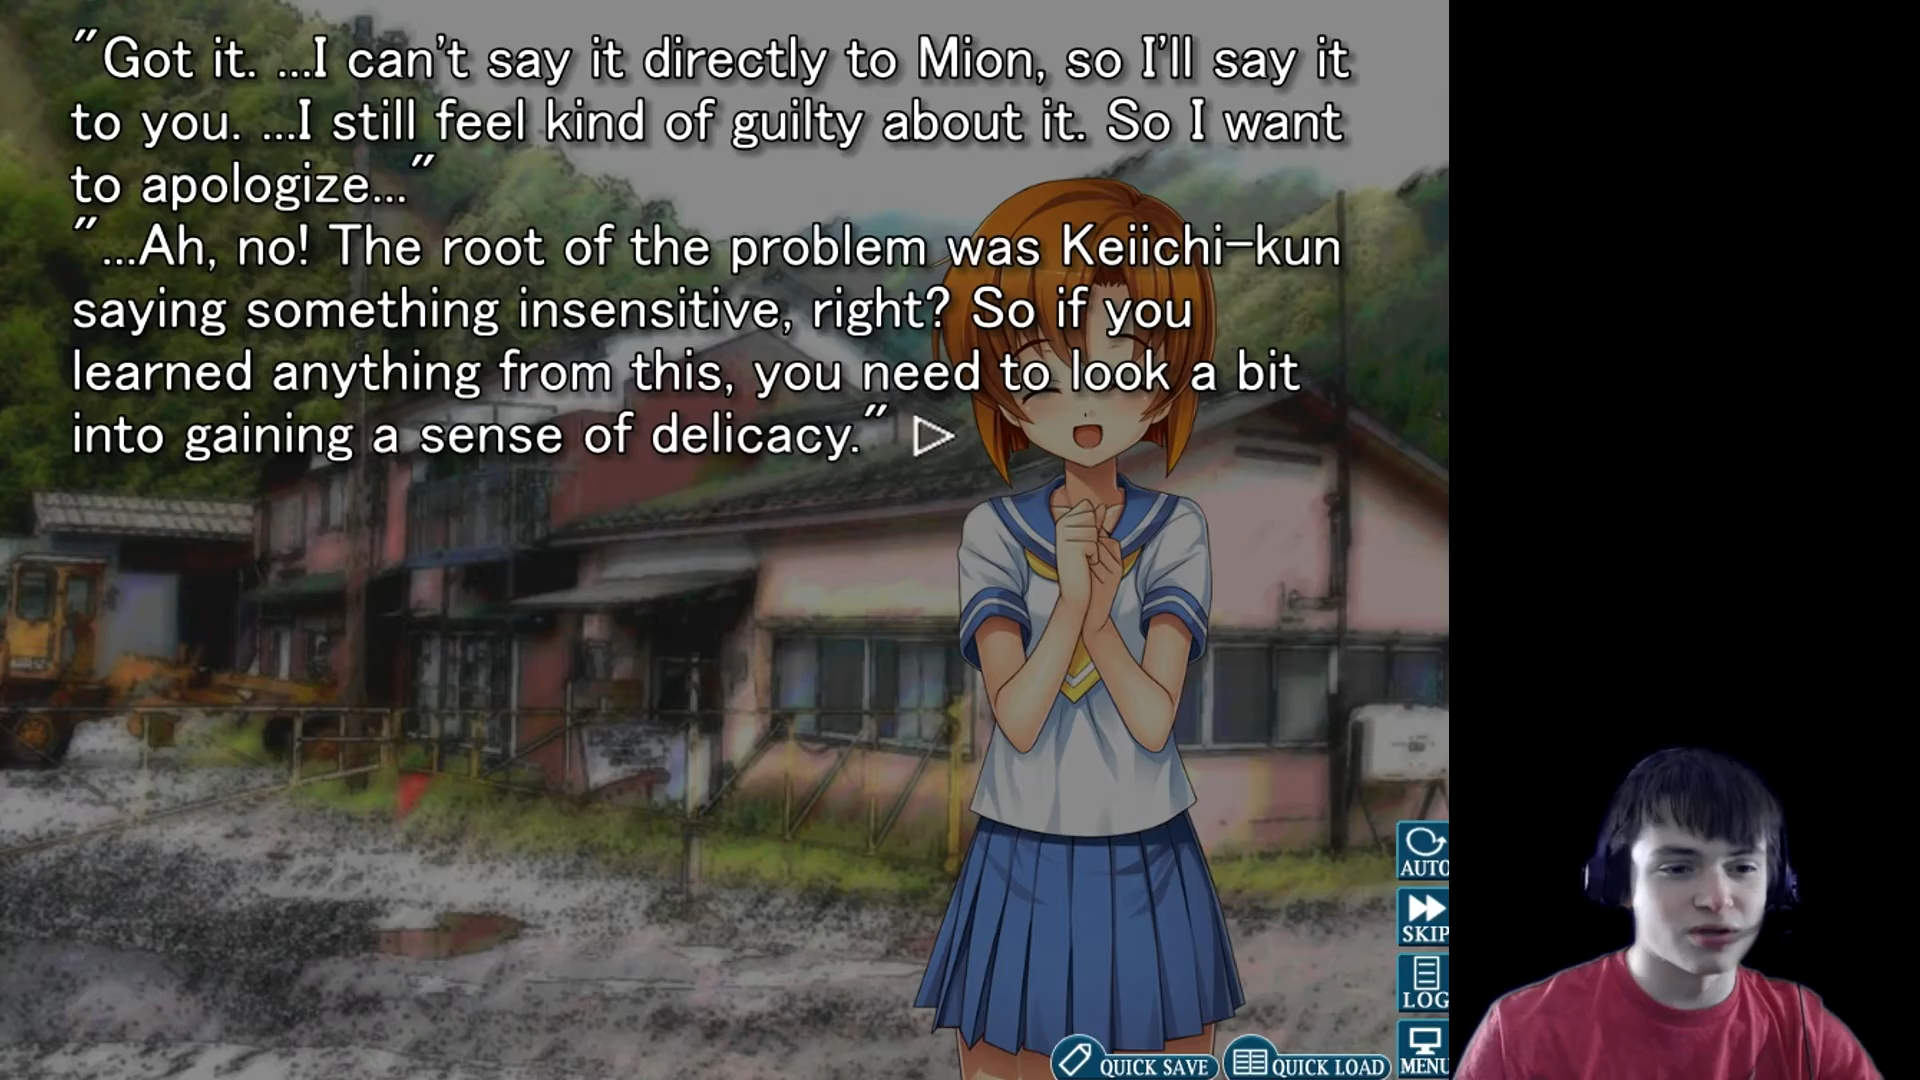 "Got it. ...I can't say it directly to Mion, so I'll say it
to you. ...I still feel kind of guilty about it. So I want
to apologize..."
"...Ah, no! The root of the problem was Keiichi-kun
saying something insensitive, right? So if you
learned anything from this, you need to look a bit
into gaining a sense of delicacy."
AUTO
SKIP
LOG
MENU
QUICK SAVE
QUICK LOAD